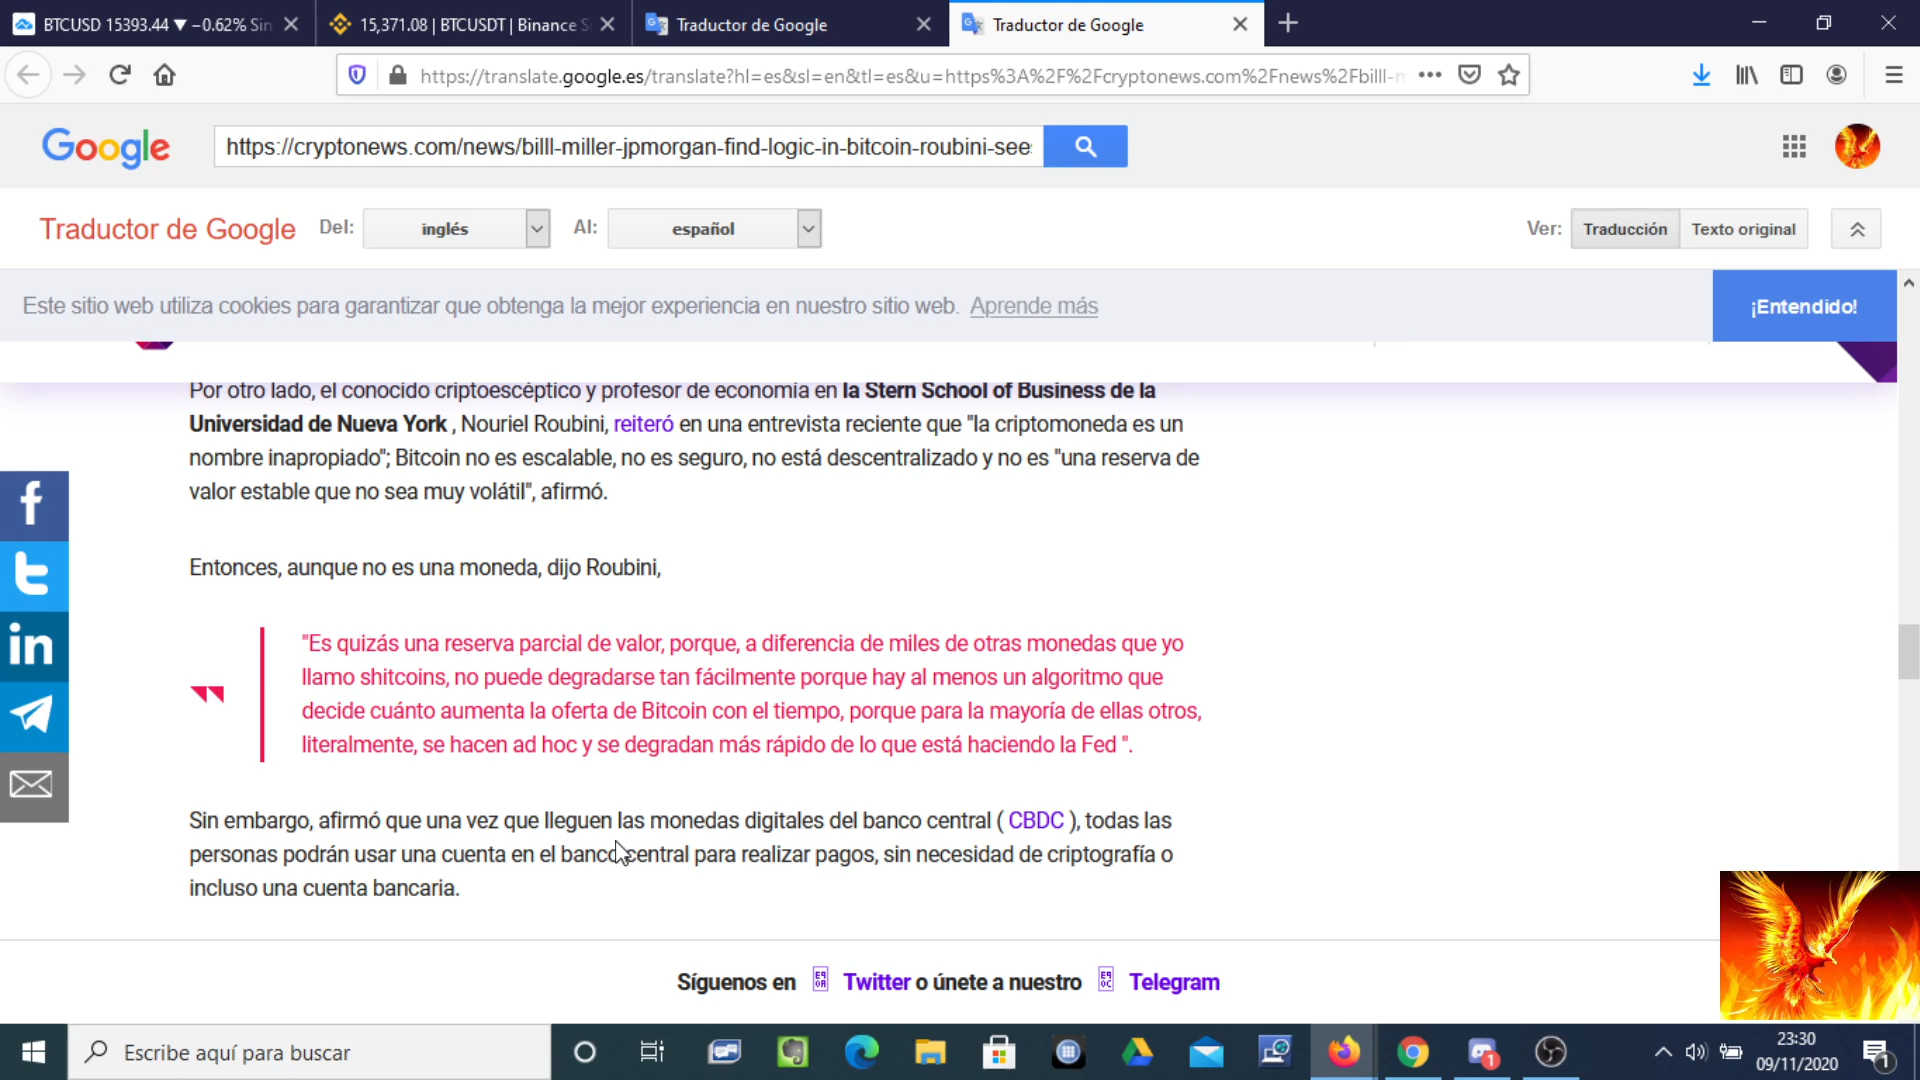 BTCUSD 15393.44 ▼ −0.62% Sin
15,371.08 | BTCUSDT | Binance S
Traductor de Google
Traductor de Google
https://translate.google.es/translate?hl=es&sl=en&tl=es&u=https%3A%2F%2Fcryptonews.com%2Fnews%2Fbilll-m
Google
https://cryptonews.com/news/billl-miller-jpmorgan-find-logic-in-bitcoin-roubini-see
Traductor de Google
Del:
inglés
Al:
español
Ver:
Traducción
Texto original
Este sitio web utiliza cookies para garantizar que obtenga la mejor experiencia en nuestro sitio web. Aprende más
¡Entendido!
Por otro lado, el conocido criptoescéptico y profesor de economía en la Stern School of Business de la
Universidad de Nueva York , Nouriel Roubini, reiteró en una entrevista reciente que "la criptomoneda es un
nombre inapropiado"; Bitcoin no es escalable, no es seguro, no está descentralizado y no es "una reserva de
valor estable que no sea muy volátil", afirmó.
Entonces, aunque no es una moneda, dijo Roubini,
"Es quizás una reserva parcial de valor, porque, a diferencia de miles de otras monedas que yo
llamo shitcoins, no puede degradarse tan fácilmente porque hay al menos un algoritmo que
decide cuánto aumenta la oferta de Bitcoin con el tiempo, porque para la mayoría de ellas otros,
literalmente, se hacen ad hoc y se degradan más rápido de lo que está haciendo la Fed ".
Sin embargo, afirmó que una vez que lleguen las monedas digitales del banco central ( CBDC ), todas las
personas podrán usar una cuenta en el banco central para realizar pagos, sin necesidad de criptografía o
incluso una cuenta bancaria.
Síguenos en Twitter o únete a nuestro Telegram
Escribe aquí para buscar
1
23:30
09/11/2020
1